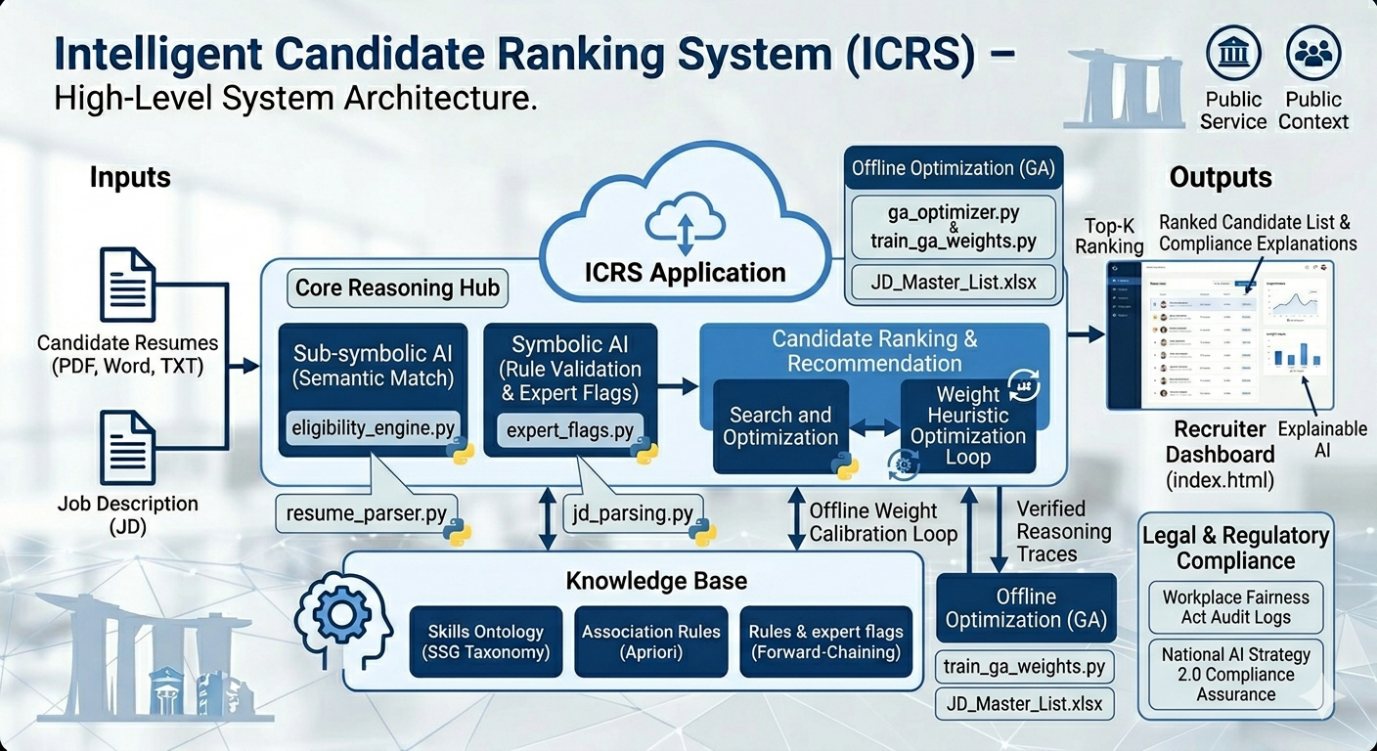 Intelligent Candidate Ranking System (ICRS) –
High-Level System Architecture.
Public
Service
Public
Context
Inputs
Candidate Resumes
(PDF, Word, TXT)
Job Description
(JD)
ICRS Application
Core Reasoning Hub
Sub-symbolic AI
(Semantic Match)
eligibility_engine.py
resume_parser.py
Symbolic AI
(Rule Validation
& Expert Flags)
expert_flags.py
jd_parsing.py
Candidate Ranking &
Recommendation
Search and
Optimization
Weight
Heuristic
Optimization
Loop
Offline Optimization (GA)
ga_optimizer.py
&
train_ga_weights.py
JD_Master_List.xlsx
Outputs
Top-K
Ranking
Ranked Candidate List &
Compliance Explanations
Recruiter
Dashboard
(index.html)
Explainable
AI
Offline Weight
Calibration Loop
Verified
Reasoning
Traces
Knowledge Base
Skills Ontology
(SSG Taxonomy)
Association Rules
(Apriori)
Rules & expert flags
(Forward-Chaining)
Offline
Optimization (GA)
train_ga_weights.py
JD_Master_List.xlsx
Legal & Regulatory
Compliance
Workplace Fairness
Act Audit Logs
National AI Strategy
2.0 Compliance
Assurance